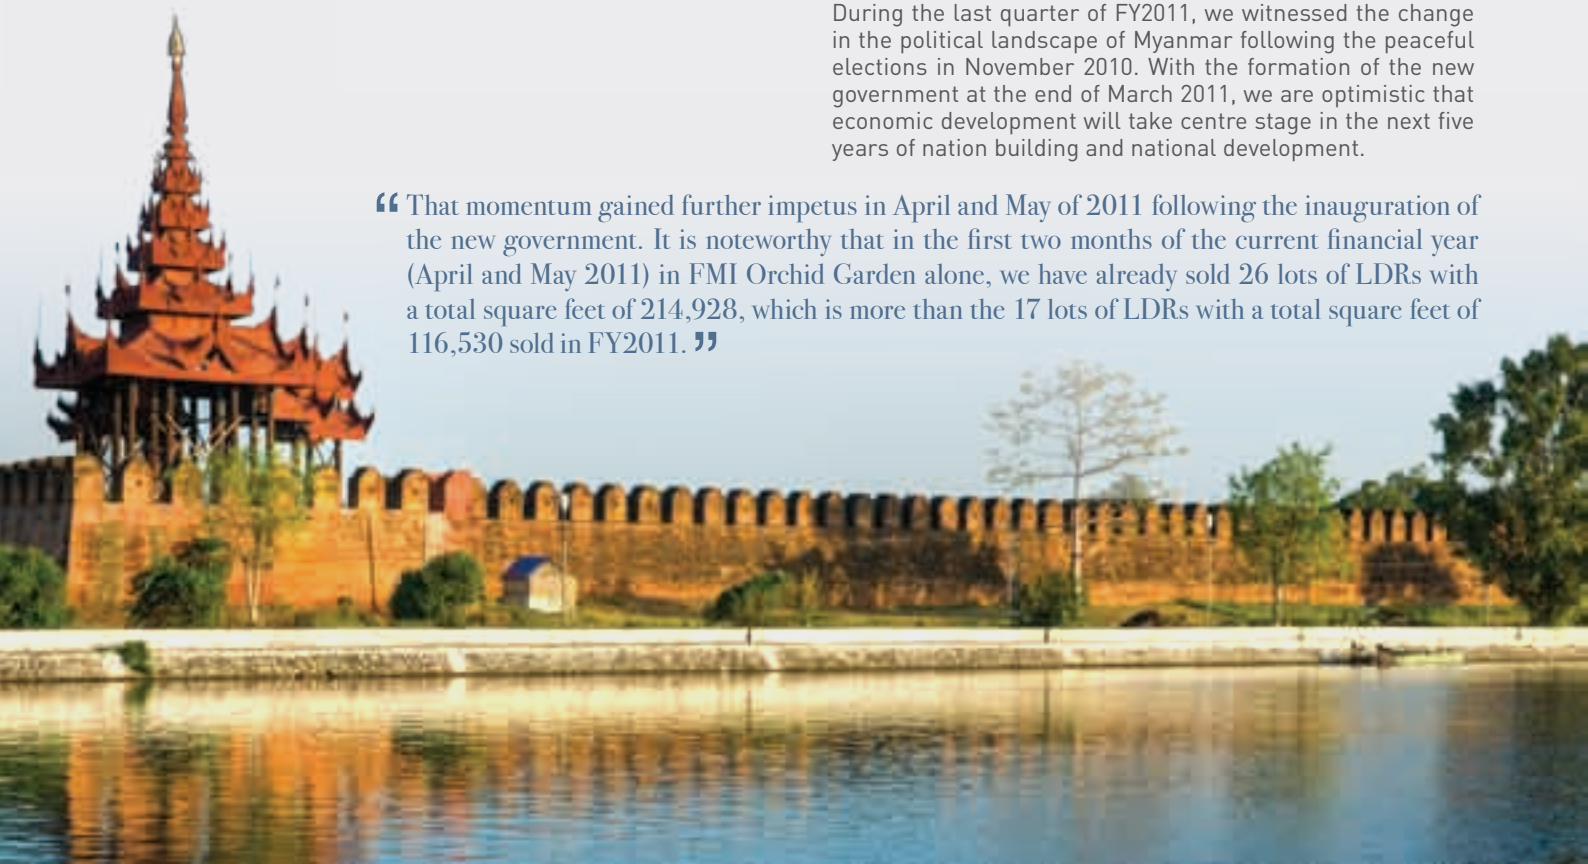 During the last quarter of FY2011, we witnessed the change
in the political landscape of Myanmar following the peaceful
elections in November 2010. With the formation of the new
government at the end of March 2011, we are optimistic that
economic development will take centre stage in the next five
years of nation building and national development.
“ That momentum gained further impetus in April and May of 2011 following the inauguration of
the new government. It is noteworthy that in the first two months of the current financial year
(April and May 2011) in FMI Orchid Garden alone, we have already sold 26 lots of LDRs with
a total square feet of 214,928, which is more than the 17 lots of LDRs with a total square feet of
116,530 sold in FY2011. ”